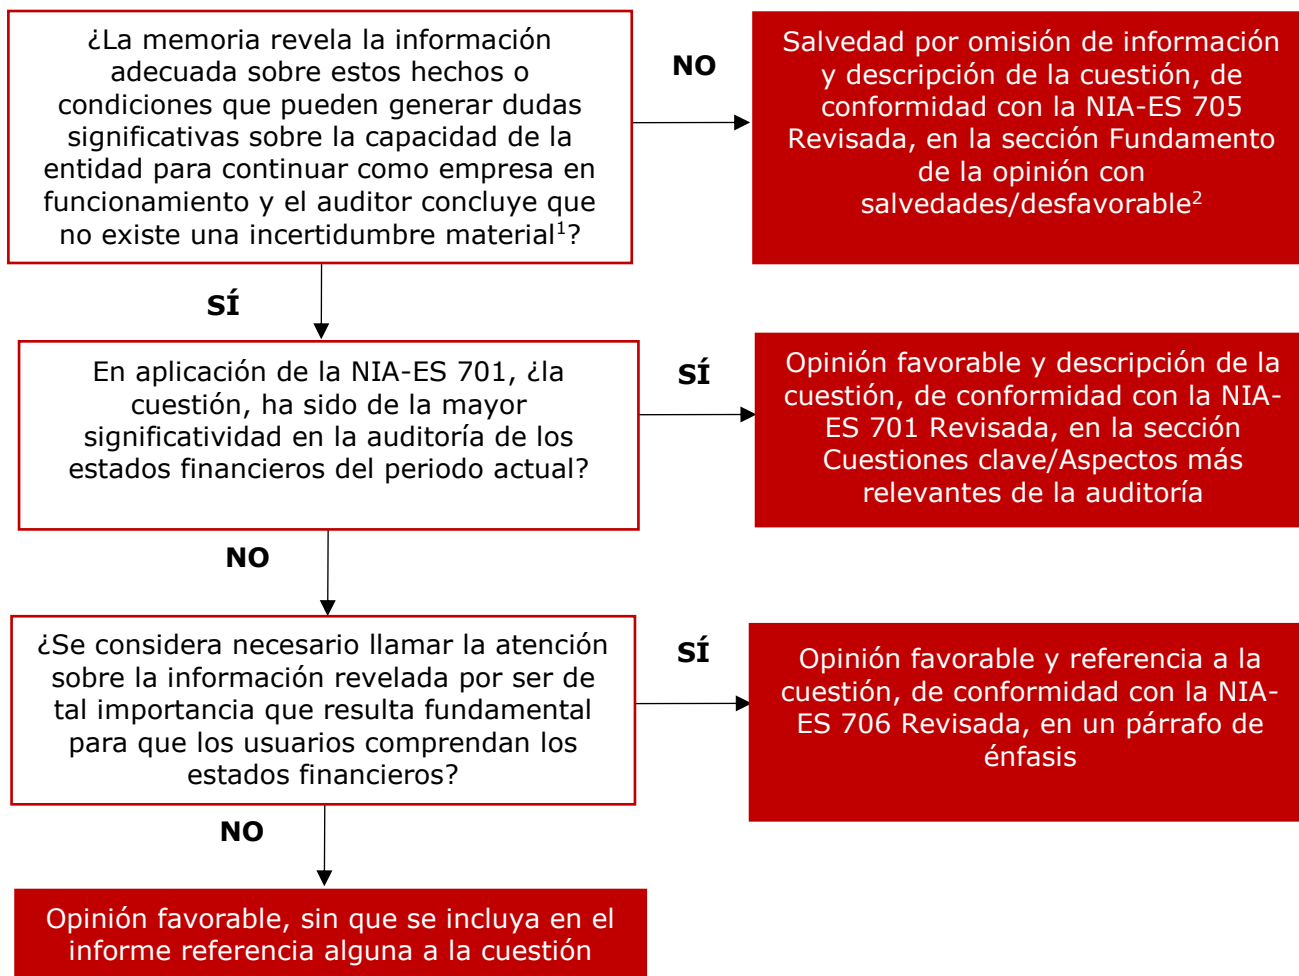 ¿La memoria revela la información
adecuada sobre estos hechos o
condiciones que pueden generar dudas
significativas sobre la capacidad de la
entidad para continuar como empresa en
funcionamiento y el auditor concluye que
no existe una incertidumbre material¹?
NO
Salvedad por omisión de información
y descripción de la cuestión, de
conformidad con la NIA-ES 705
Revisada, en la sección Fundamento
de la opinión con
salvedades/desfavorable²
SÍ
En aplicación de la NIA-ES 701, ¿la
cuestión, ha sido de la mayor
significatividad en la auditoría de los
estados financieros del periodo actual?
SÍ
Opinión favorable y descripción de la
cuestión, de conformidad con la NIA-
ES 701 Revisada, en la sección
Cuestiones clave/Aspectos más
relevantes de la auditoría
NO
¿Se considera necesario llamar la atención
sobre la información revelada por ser de
tal importancia que resulta fundamental
para que los usuarios comprendan los
estados financieros?
SÍ
Opinión favorable y referencia a la
cuestión, de conformidad con la NIA-
ES 706 Revisada, en un párrafo de
énfasis
NO
Opinión favorable, sin que se incluya en el
informe referencia alguna a la cuestión